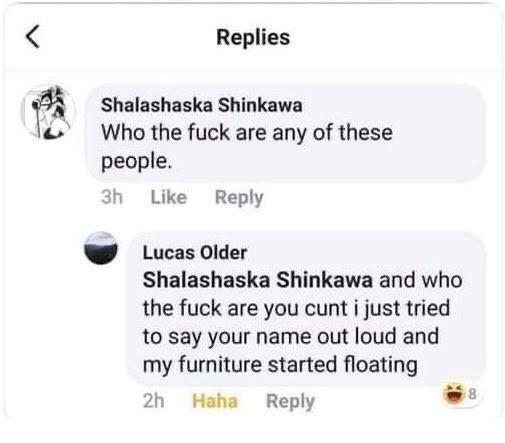 Replies
Shalashaska Shinkawa
Who the fuck are any of these
people.
3h Like Reply
Lucas Older
Shalashaska Shinkawa and who
the fuck are you cunt i just tried
to say your name out loud and
my furniture started floating
2h Haha Reply 8